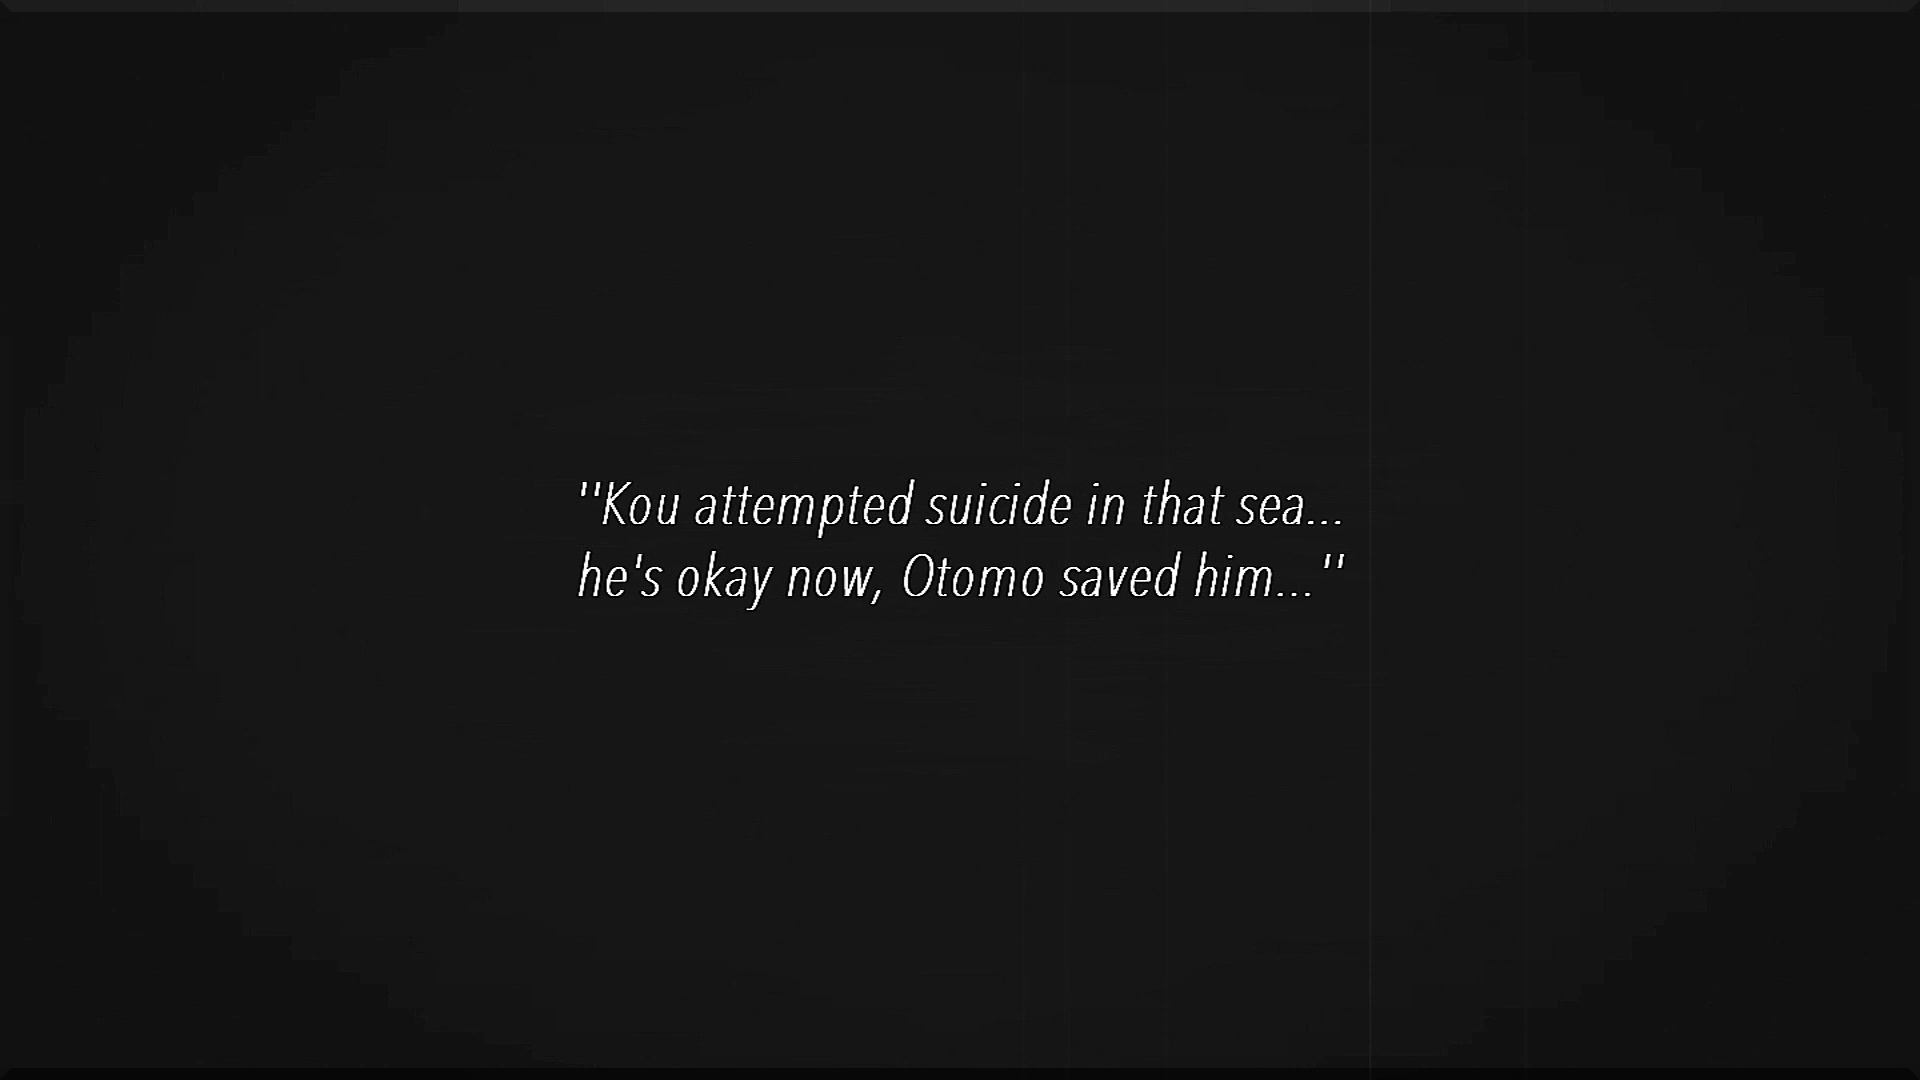 "Kou attempted suicide in that sea...
he's okay now, Otomo saved him..."